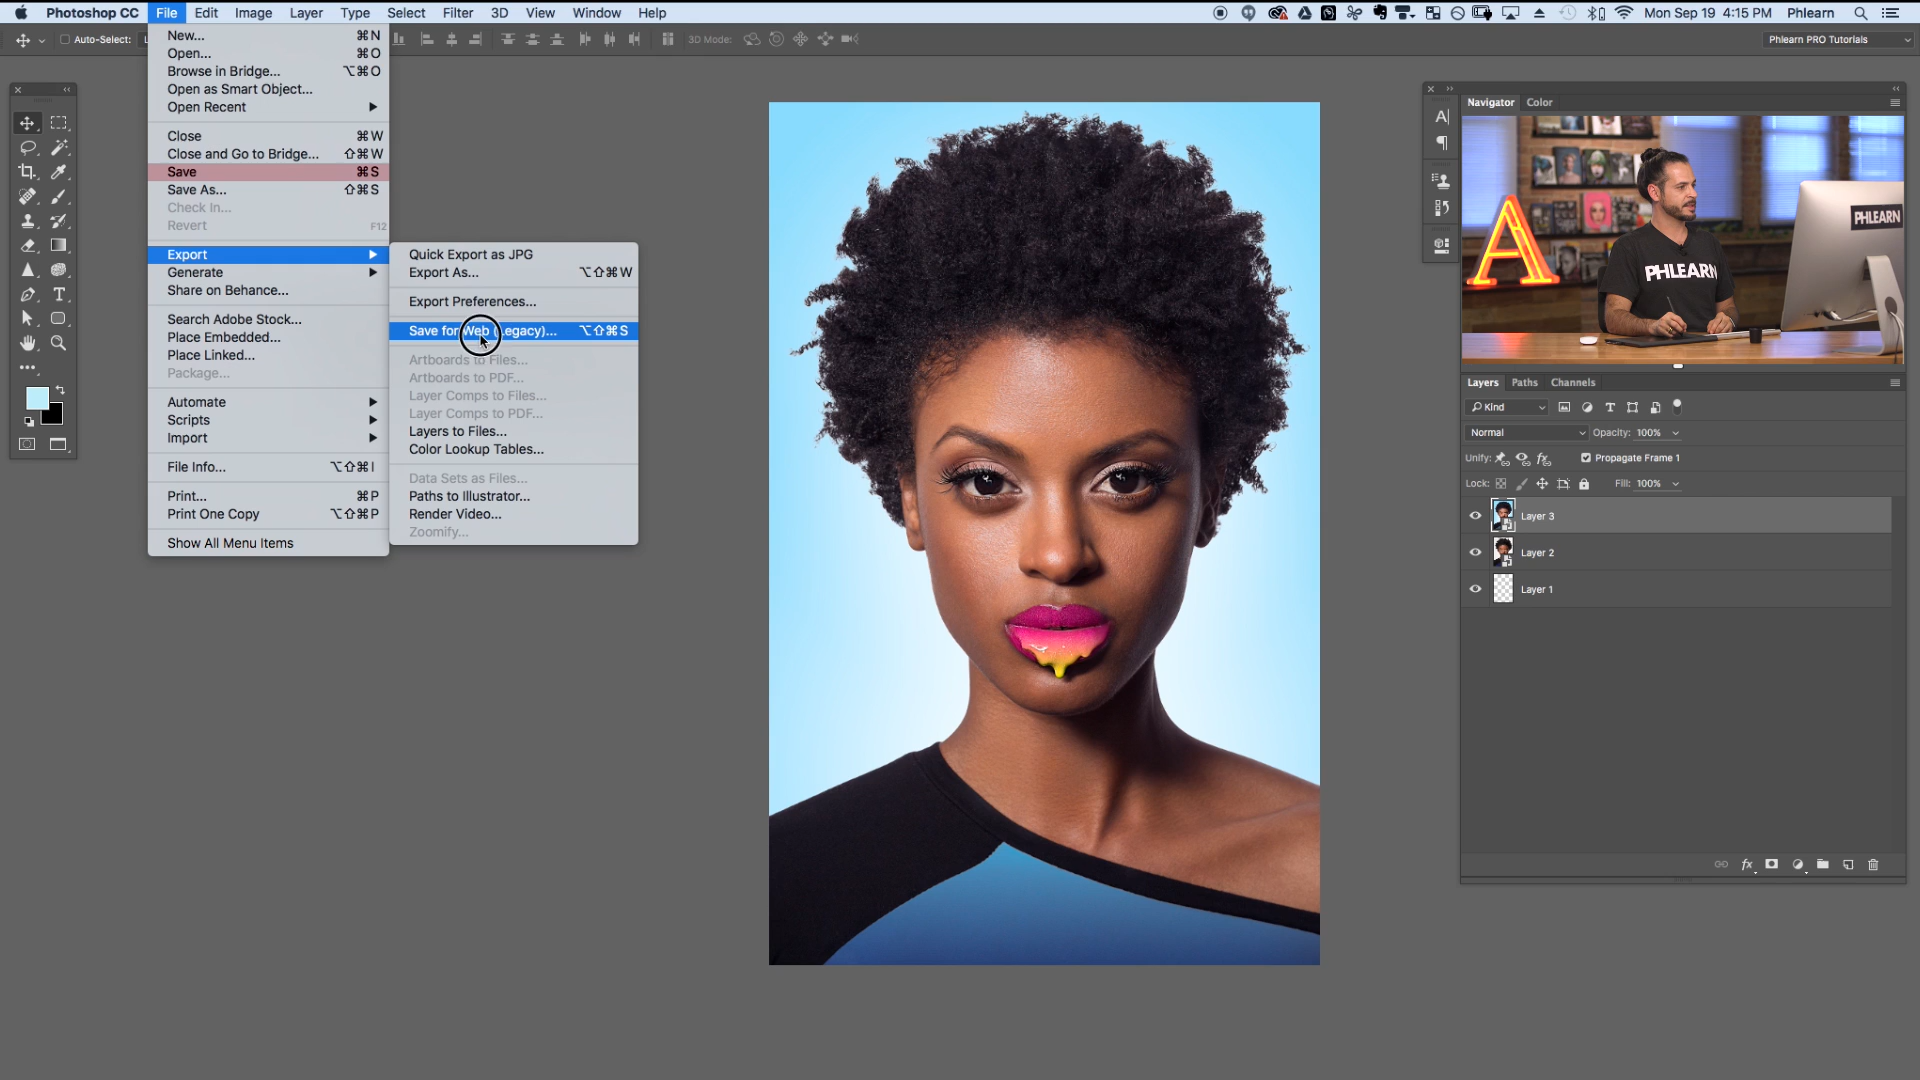 Photoshop CC File Edit Image Layer Type Select Filter 3D View Window Help
Mon Sep 19 4:15 PM Phlearn
Auto-Select:
3D Mode:
Phlearn PRO Tutorials
New... ⌘N
Open... ⌘O
Browse in Bridge... ⌥⌘O
Open as Smart Object...
Open Recent
Close ⌘W
Close and Go to Bridge... ⇧⌘W
Save ⌘S
Save As... ⇧⌘S
Check In...
Revert F12
Export
Generate
Share on Behance...
Search Adobe Stock...
Place Embedded...
Place Linked...
Package...
Automate
Scripts
Import
File Info... ⌥⇧⌘I
Print... ⌘P
Print One Copy ⌥⇧⌘P
Show All Menu Items
Quick Export as JPG
Export As... ⌥⇧⌘W
Export Preferences...
Save for Web (Legacy)... ⌥⇧⌘S
Artboards to Files...
Artboards to PDF...
Layer Comps to Files...
Layer Comps to PDF...
Layers to Files...
Color Lookup Tables...
Data Sets as Files...
Paths to Illustrator...
Render Video...
Zoomify...
Navigator Color
A
PHLEARN
PHLEARN
Layers Paths Channels
Kind
Normal Opacity: 100%
Unify: Propagate Frame 1
Lock: Fill: 100%
Layer 3
Layer 2
Layer 1
fx